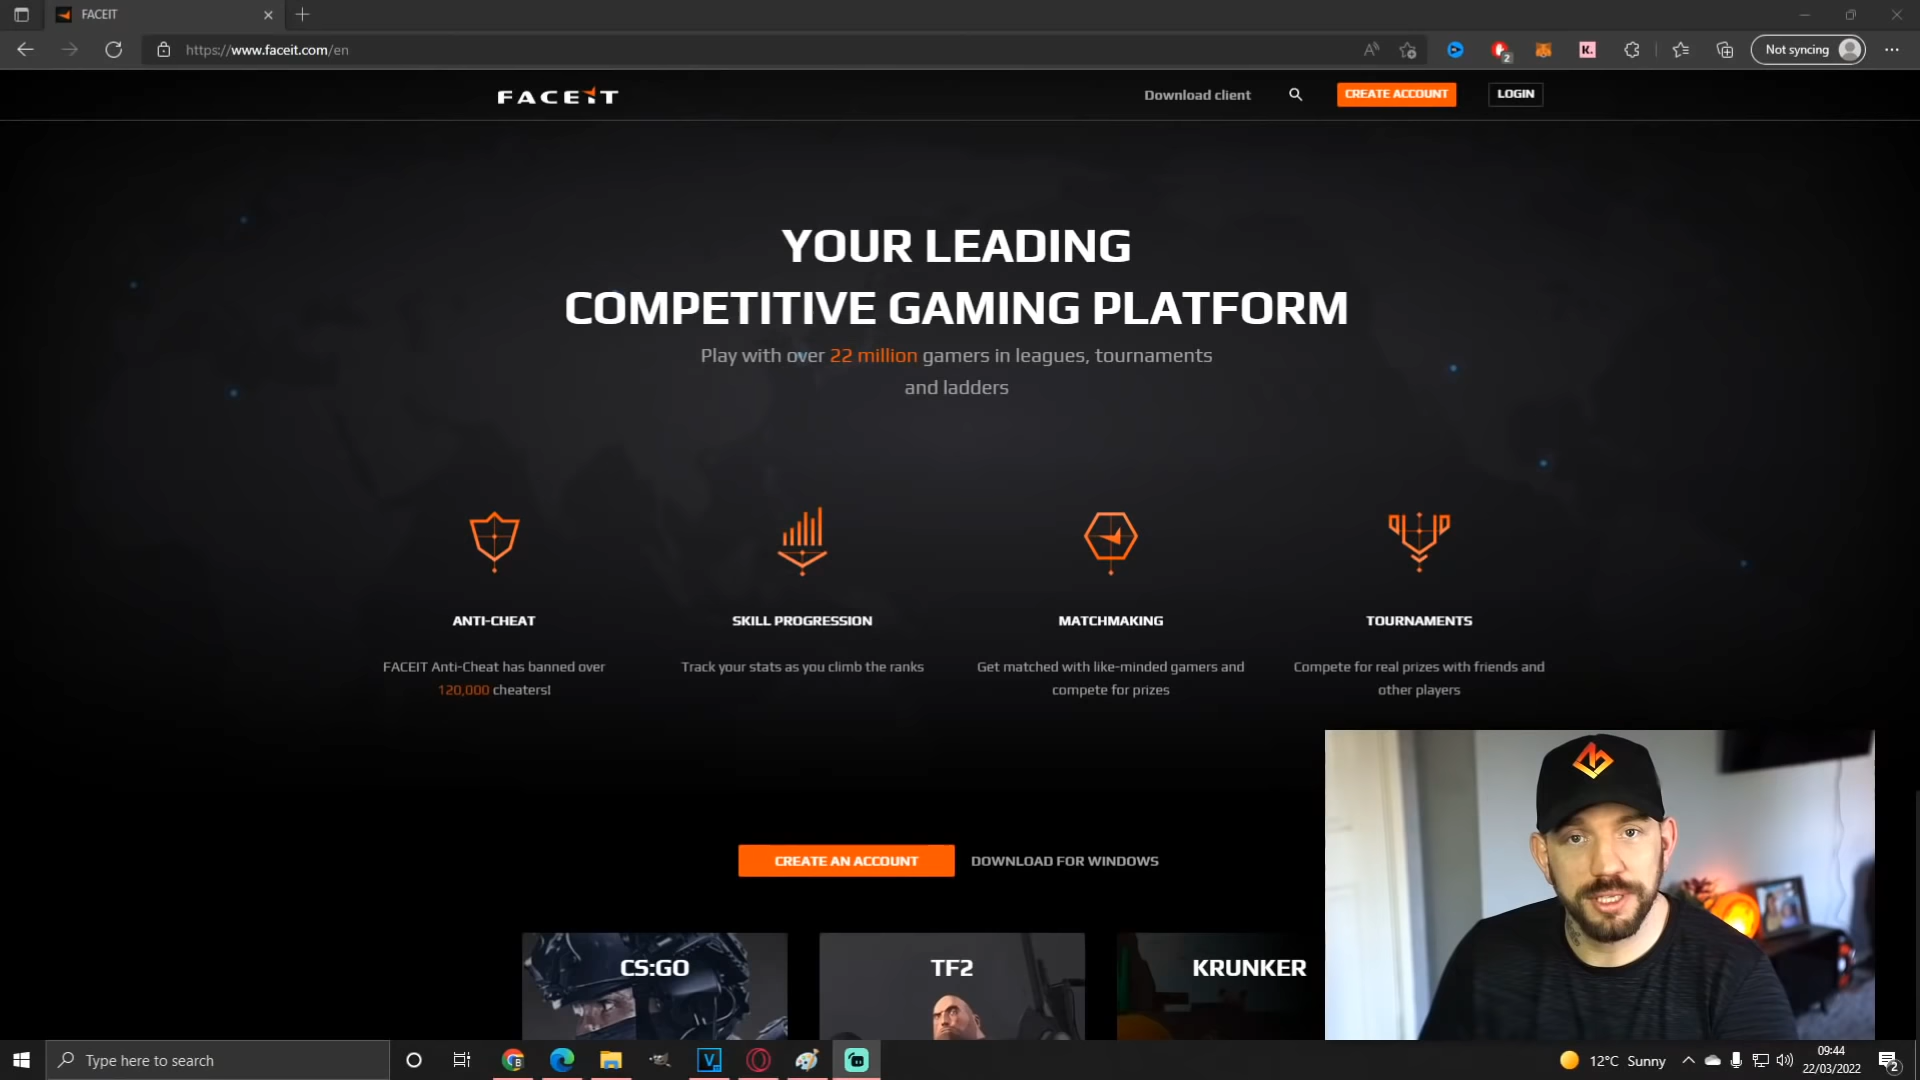 FACEIT
https://www.faceit.com/en
2
K.
Not syncing
FACEIT
Download client
CREATE ACCOUNT
LOGIN
YOUR LEADING
COMPETITIVE GAMING PLATFORM
Play with over 22 million gamers in leagues, tournaments
and ladders
ANTI-CHEAT
FACEIT Anti-Cheat has banned over
120,000 cheaters!
SKILL PROGRESSION
Track your stats as you climb the ranks
MATCHMAKING
Get matched with like-minded gamers and
compete for prizes
TOURNAMENTS
Compete for real prizes with friends and
other players
CREATE AN ACCOUNT
DOWNLOAD FOR WINDOWS
CS:GO
TF2
KRUNKER
Type here to search
B
V
12°C Sunny
09:44
22/03/2022
2